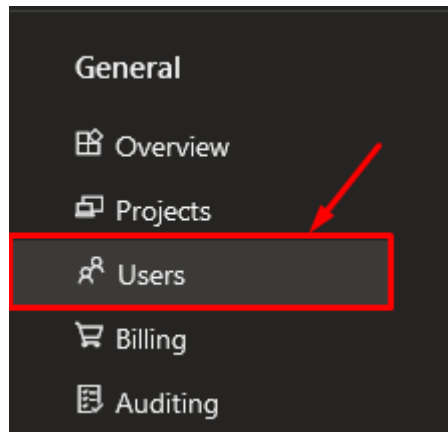 General
Overview
Projects
Users
Billing
Auditing